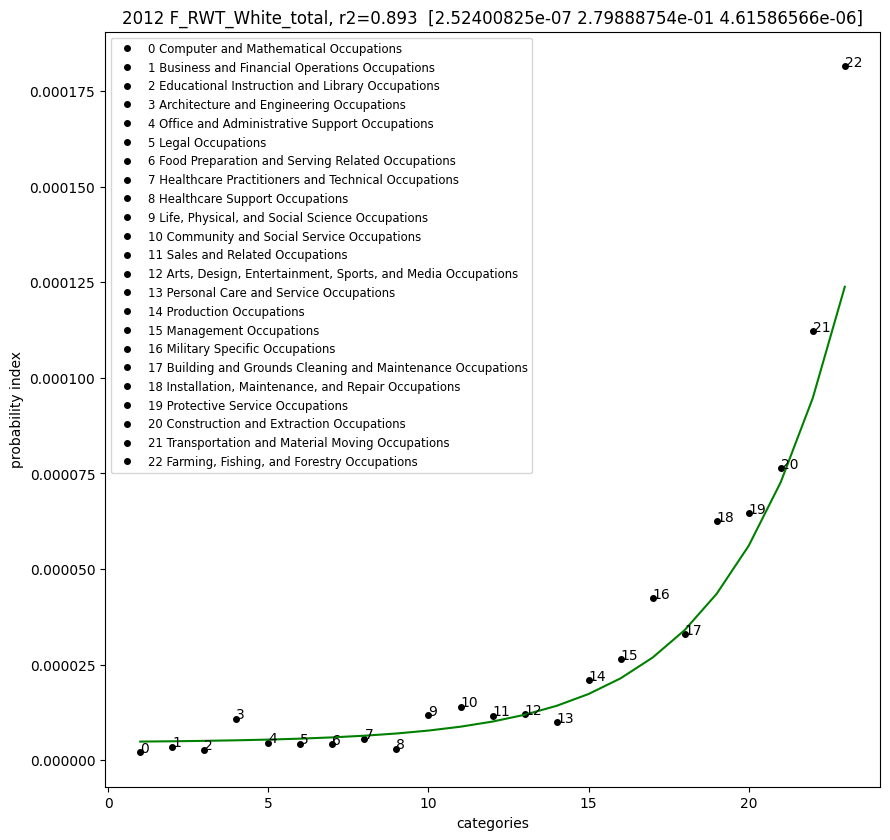 2012 F_RWT_White_total, r2=0.893  [2.52400825e-07 2.79888754e-01 4.61586566e-06]
0 Computer and Mathematical Occupations
1 Business and Financial Operations Occupations
2 Educational Instruction and Library Occupations
3 Architecture and Engineering Occupations
4 Office and Administrative Support Occupations
5 Legal Occupations
6 Food Preparation and Serving Related Occupations
7 Healthcare Practitioners and Technical Occupations
8 Healthcare Support Occupations
9 Life, Physical, and Social Science Occupations
10 Community and Social Service Occupations
11 Sales and Related Occupations
12 Arts, Design, Entertainment, Sports, and Media Occupations
13 Personal Care and Service Occupations
14 Production Occupations
15 Management Occupations
16 Military Specific Occupations
17 Building and Grounds Cleaning and Maintenance Occupations
18 Installation, Maintenance, and Repair Occupations
19 Protective Service Occupations
20 Construction and Extraction Occupations
21 Transportation and Material Moving Occupations
22 Farming, Fishing, and Forestry Occupations
probability index
0.000175
0.000150
0.000125
0.000100
0.000075
0.000050
0.000025
0.000000
0
1
2
3
4
5
6
7
8
9
10
11
12
13
14
15
16
17
18
19
20
21
22
0
5
10
15
20
categories